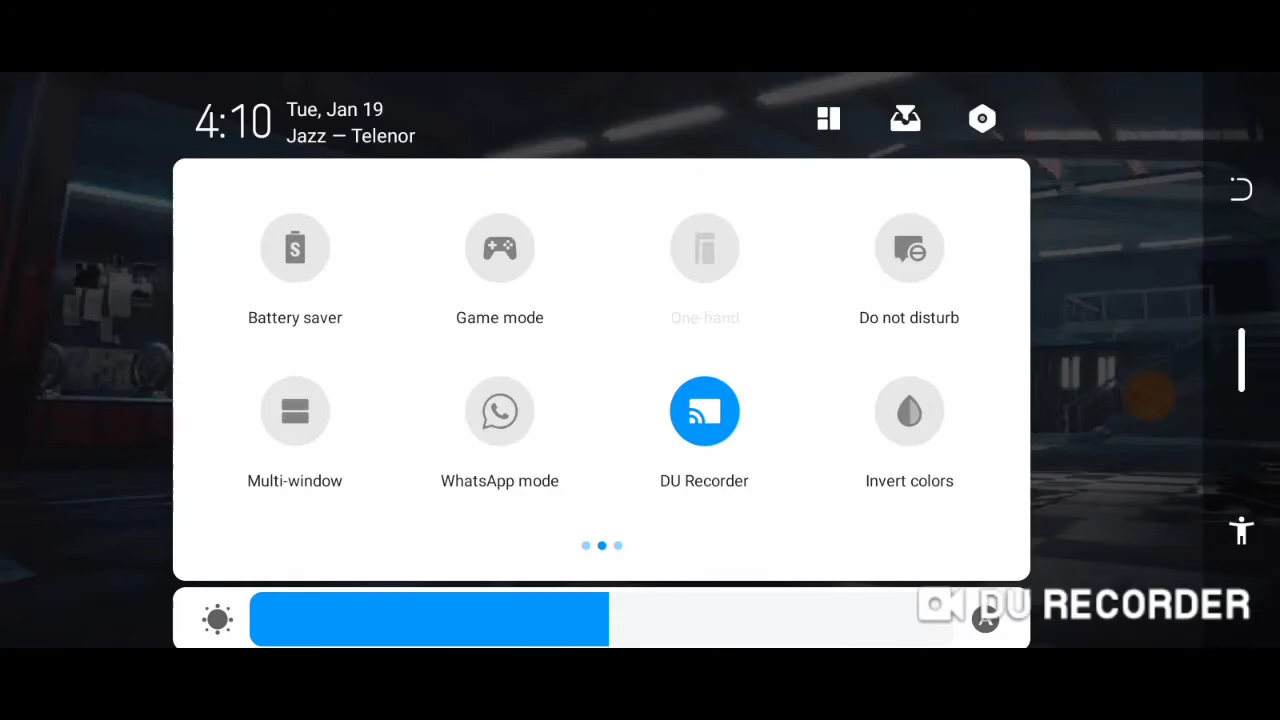 4:10
Tue, Jan 19
Jazz — Telenor
Battery saver
Game mode
One-hand
Do not disturb
Multi-window
WhatsApp mode
DU Recorder
Invert colors
A
DU RECORDER